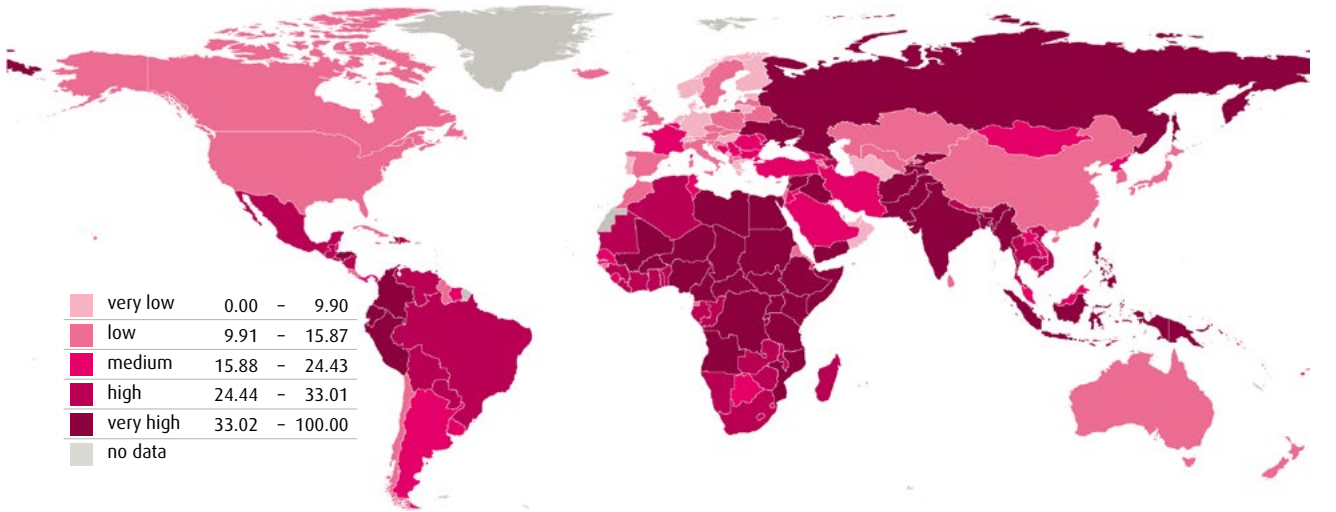 very low 0.00 – 9.90
low 9.91 – 15.87
medium 15.88 – 24.43
high 24.44 – 33.01
very high 33.02 – 100.00
no data